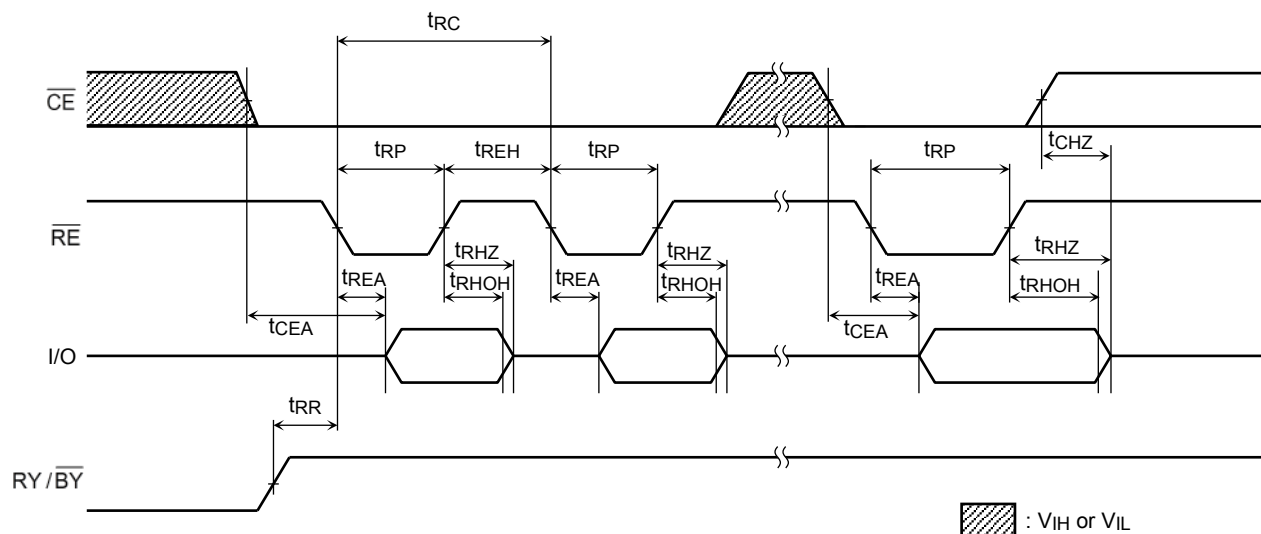 tRC
CE
tCHZ
tRP tREH tRP tRP
RE
tRHZ tRHZ tRHZ
tREA tRHOH tREA tRHOH tREA tRHOH
tCEA tCEA
I/O
tRR
RY/BY
: VIH or VIL